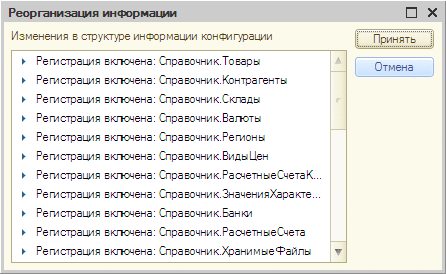 Реорганизация информации
Изменения в структуре информации конфигурации
Принять
Отмена
Регистрация включена: Справочник.Товары
Регистрация включена: Справочник.Контрагенты
Регистрация включена: Справочник.Склады
Регистрация включена: Справочник.Валюты
Регистрация включена: Справочник.Регионы
Регистрация включена: Справочник.ВидыЦен
Регистрация включена: Справочник.РасчетныеСчетаК...
Регистрация включена: Справочник.ЗначенияХаракте...
Регистрация включена: Справочник.Банки
Регистрация включена: Справочник.РасчетныеСчета
Регистрация включена: Справочник.ХранимыеФайлы